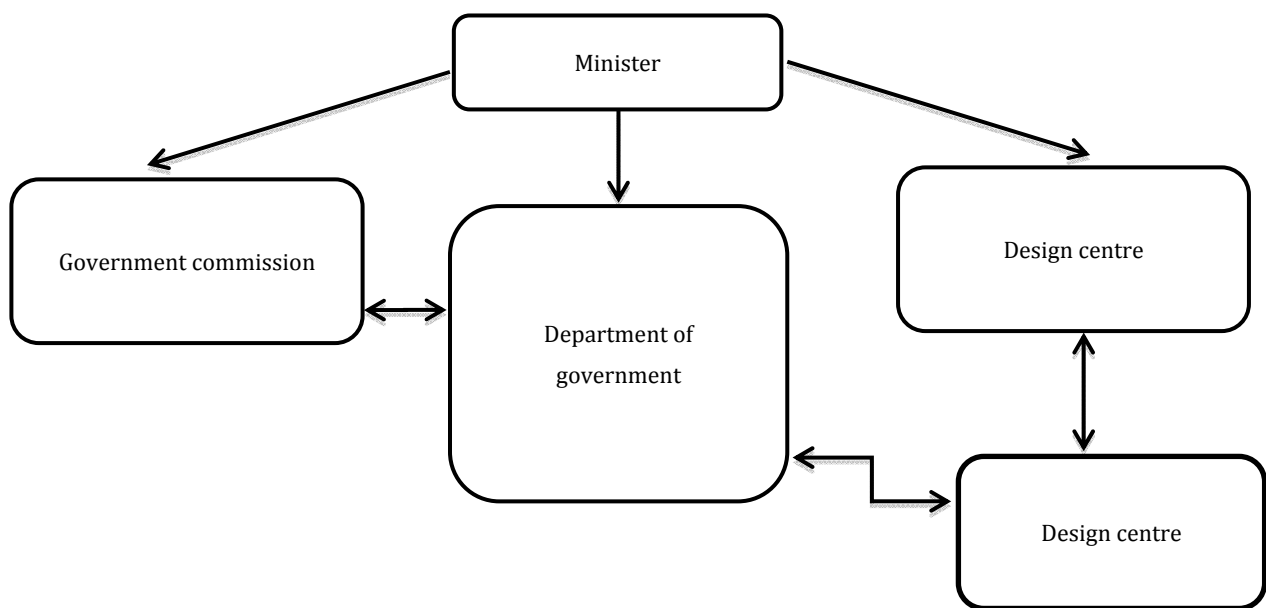 Minister
Government commission
Design centre
Department of
government
Design centre